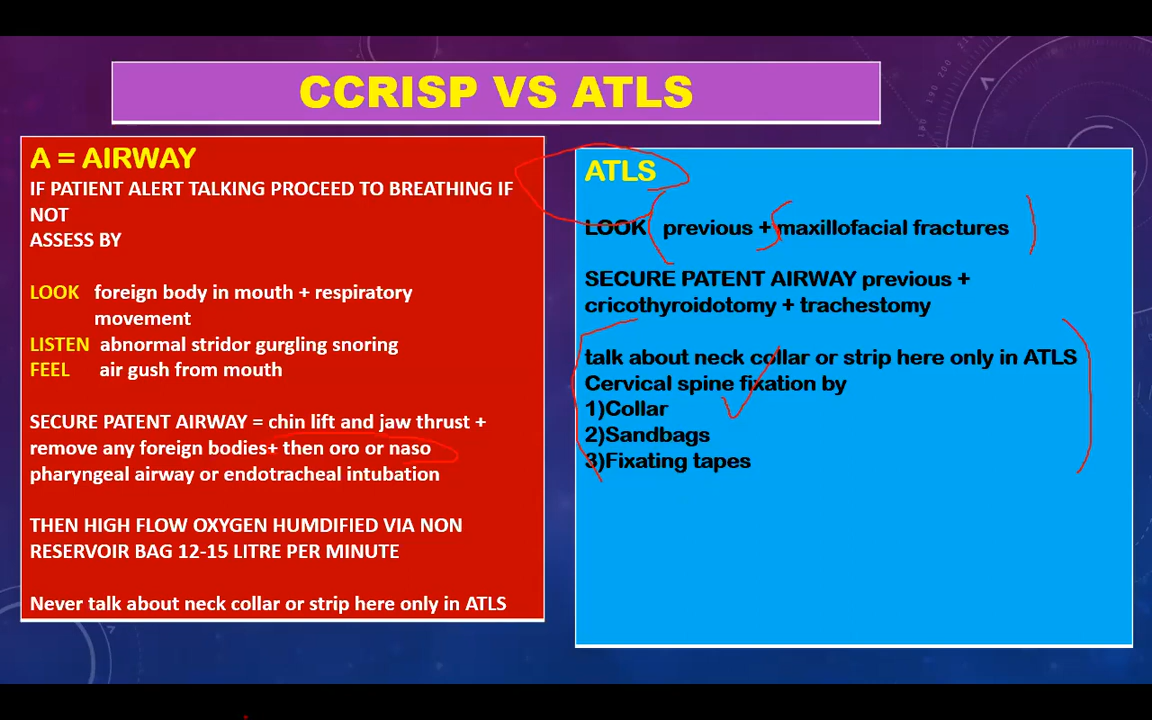 CCRISP VS ATLS
A = AIRWAY
IF PATIENT ALERT TALKING PROCEED TO BREATHING IF
NOT
ASSESS BY
LOOK foreign body in mouth + respiratory
movement
LISTEN abnormal stridor gurgling snoring
FEEL air gush from mouth
SECURE PATENT AIRWAY = chin lift and jaw thrust +
remove any foreign bodies+ then oro or naso
pharyngeal airway or endotracheal intubation
THEN HIGH FLOW OXYGEN HUMDIFIED VIA NON
RESERVOIR BAG 12-15 LITRE PER MINUTE
Never talk about neck collar or strip here only in ATLS
ATLS
LOOK previous + maxillofacial fractures
SECURE PATENT AIRWAY previous +
cricothyroidotomy + trachestomy
talk about neck collar or strip here only in ATLS
Cervical spine fixation by
1)Collar
2)Sandbags
3)Fixating tapes